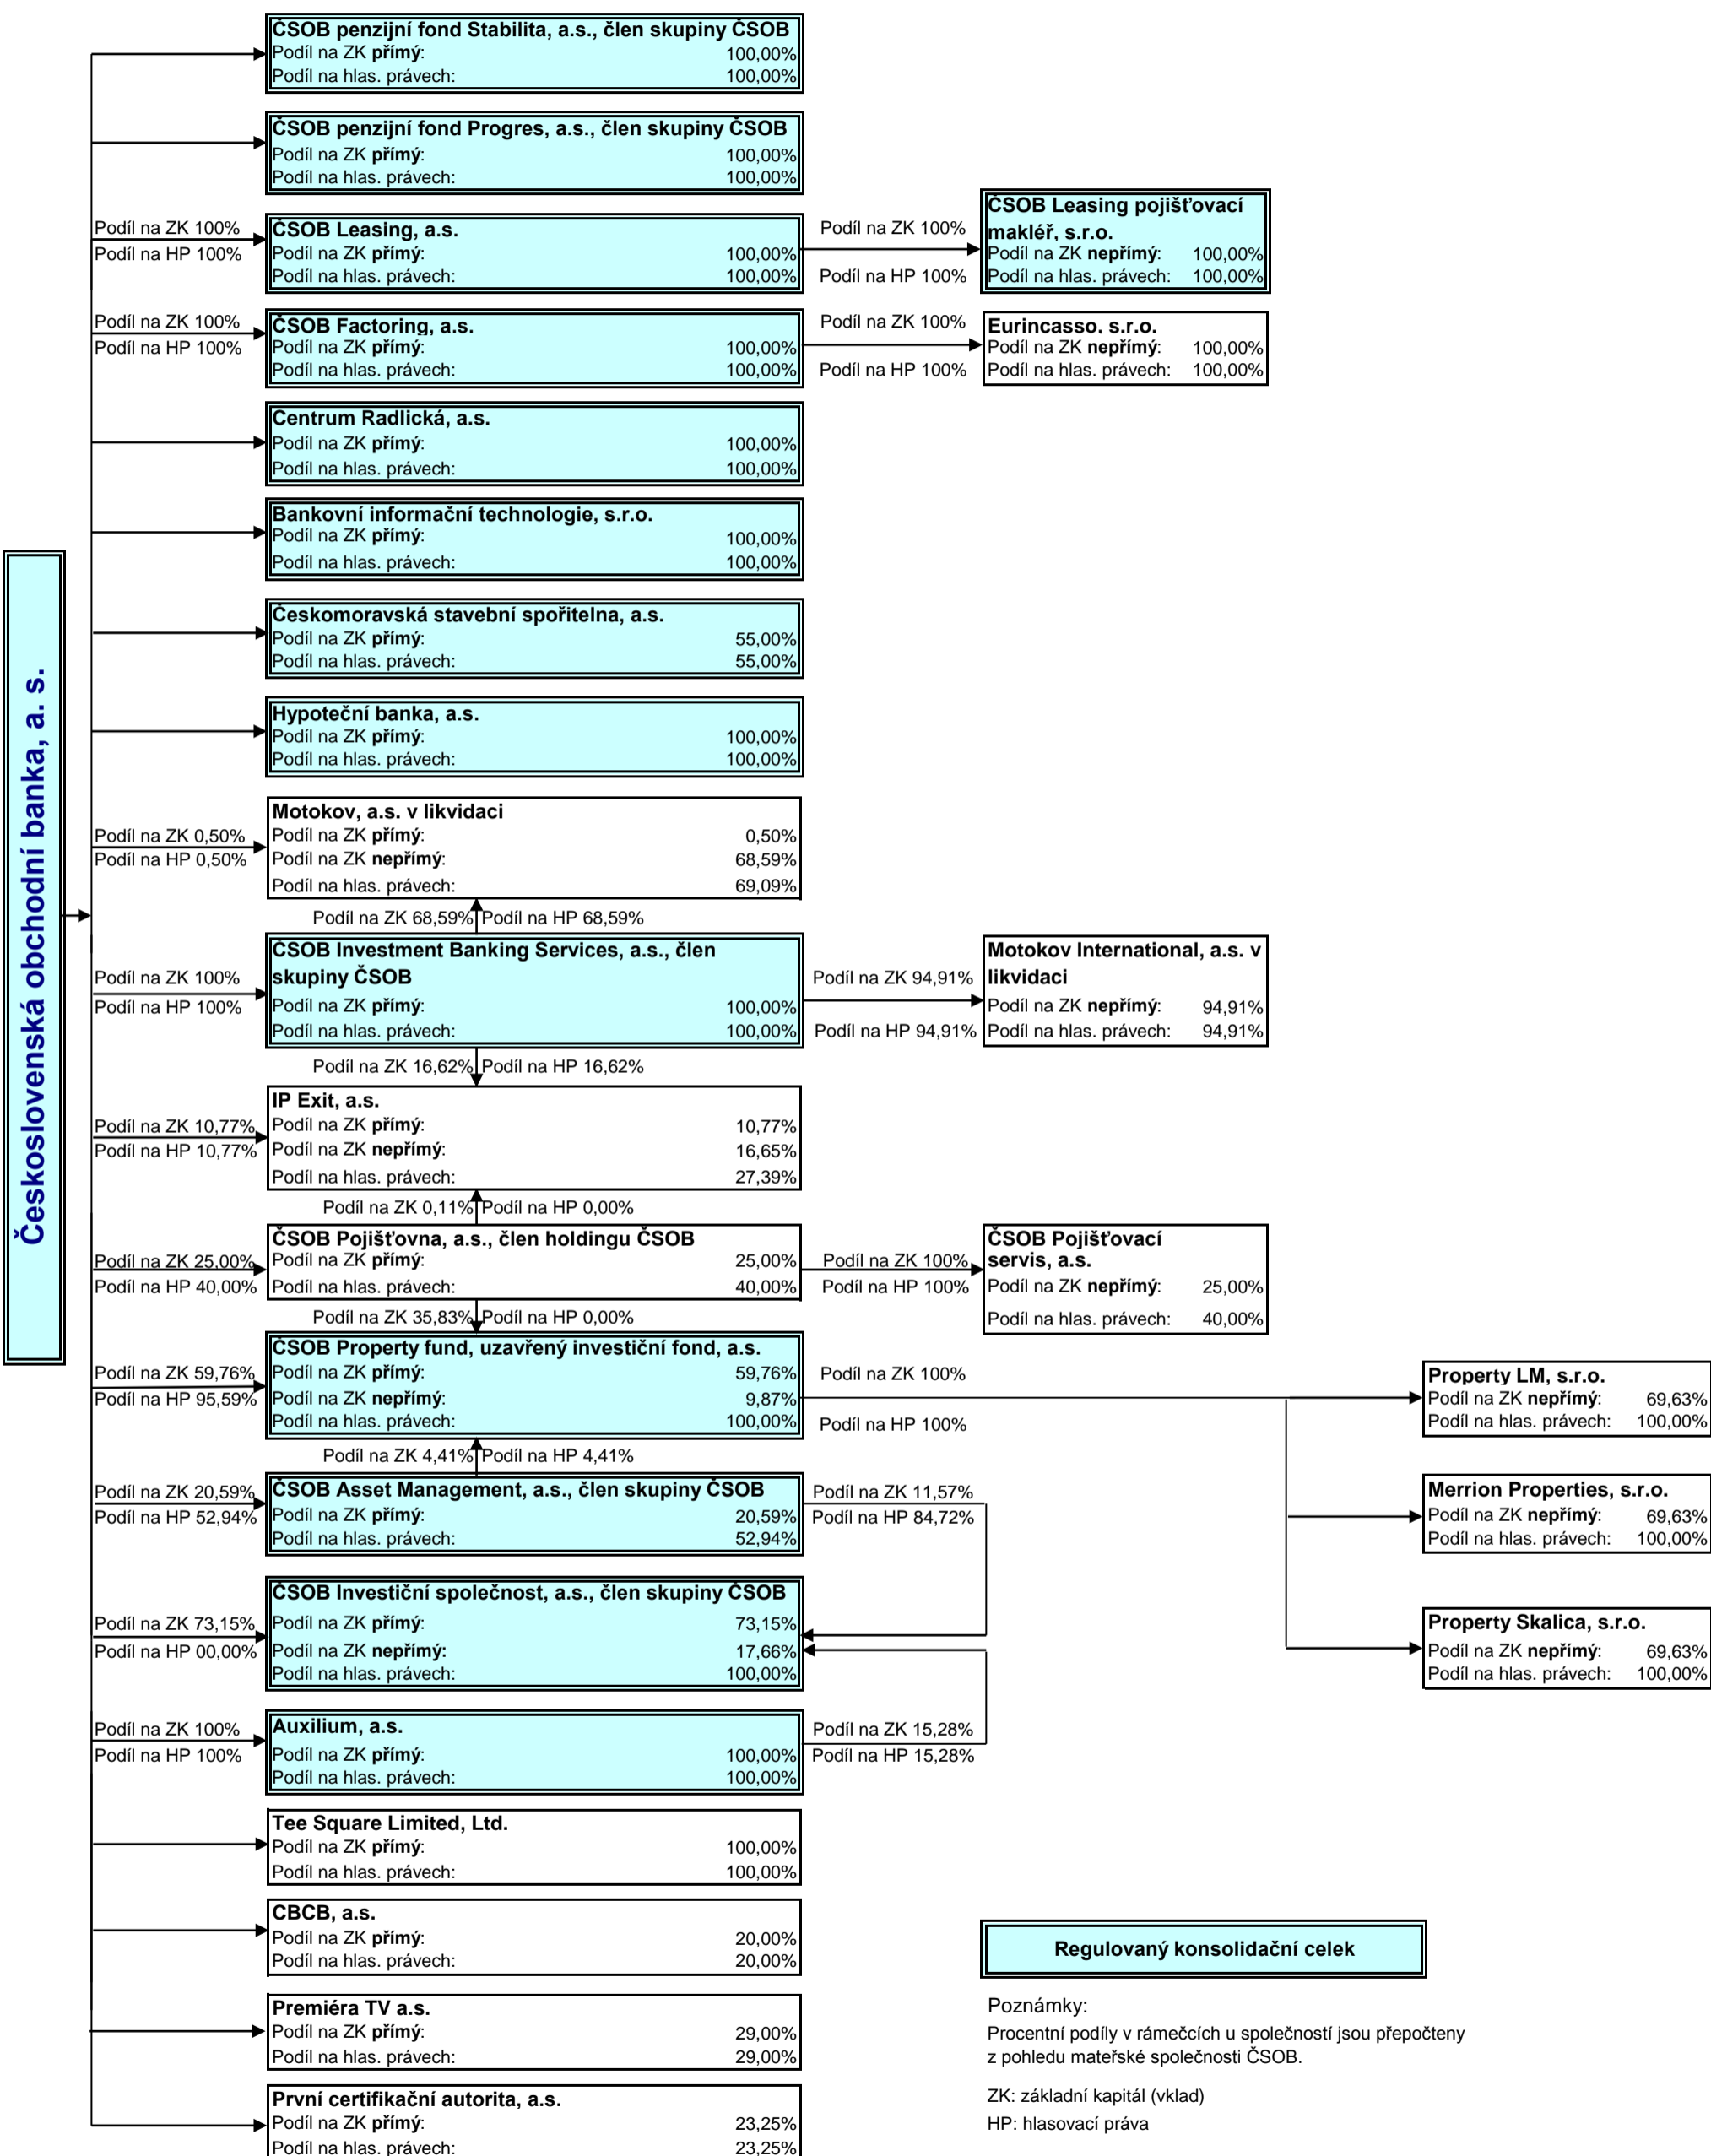 Československá obchodní banka, a. s.
ČSOB penzijní fond Stabilita, a.s., člen skupiny ČSOB
Podíl na ZK přímý: 100,00%
Podíl na hlas. právech: 100,00%
ČSOB penzijní fond Progres, a.s., člen skupiny ČSOB
Podíl na ZK přímý: 100,00%
Podíl na hlas. právech: 100,00%
Podíl na ZK 100%
Podíl na HP 100%
ČSOB Leasing, a.s.
Podíl na ZK přímý: 100,00%
Podíl na hlas. právech: 100,00%
Podíl na ZK 100%
Podíl na HP 100%
ČSOB Leasing pojišťovací
makléř, s.r.o.
Podíl na ZK nepřímý: 100,00%
Podíl na hlas. právech: 100,00%
Podíl na ZK 100%
Podíl na HP 100%
ČSOB Factoring, a.s.
Podíl na ZK přímý: 100,00%
Podíl na hlas. právech: 100,00%
Podíl na ZK 100%
Podíl na HP 100%
Eurincasso, s.r.o.
Podíl na ZK nepřímý: 100,00%
Podíl na hlas. právech: 100,00%
Centrum Radlická, a.s.
Podíl na ZK přímý: 100,00%
Podíl na hlas. právech: 100,00%
Bankovní informační technologie, s.r.o.
Podíl na ZK přímý: 100,00%
Podíl na hlas. právech: 100,00%
Českomoravská stavební spořitelna, a.s.
Podíl na ZK přímý: 55,00%
Podíl na hlas. právech: 55,00%
Hypoteční banka, a.s.
Podíl na ZK přímý: 100,00%
Podíl na hlas. právech: 100,00%
Podíl na ZK 0,50%
Podíl na HP 0,50%
Motokov, a.s. v likvidaci
Podíl na ZK přímý: 0,50%
Podíl na ZK nepřímý: 68,59%
Podíl na hlas. právech: 69,09%
Podíl na ZK 68,59% Podíl na HP 68,59%
Podíl na ZK 100%
Podíl na HP 100%
ČSOB Investment Banking Services, a.s., člen
skupiny ČSOB
Podíl na ZK přímý: 100,00%
Podíl na hlas. právech: 100,00%
Podíl na ZK 94,91%
Podíl na HP 94,91%
Motokov International, a.s. v
likvidaci
Podíl na ZK nepřímý: 94,91%
Podíl na hlas. právech: 94,91%
Podíl na ZK 16,62% Podíl na HP 16,62%
Podíl na ZK 10,77%
Podíl na HP 10,77%
IP Exit, a.s.
Podíl na ZK přímý: 10,77%
Podíl na ZK nepřímý: 16,65%
Podíl na hlas. právech: 27,39%
Podíl na ZK 0,11% Podíl na HP 0,00%
Podíl na ZK 25,00%
Podíl na HP 40,00%
ČSOB Pojišťovna, a.s., člen holdingu ČSOB
Podíl na ZK přímý: 25,00%
Podíl na hlas. právech: 40,00%
Podíl na ZK 100%
Podíl na HP 100%
ČSOB Pojišťovací
servis, a.s.
Podíl na ZK nepřímý: 25,00%
Podíl na hlas. právech: 40,00%
Podíl na ZK 35,83% Podíl na HP 0,00%
Podíl na ZK 59,76%
Podíl na HP 95,59%
ČSOB Property fund, uzavřený investiční fond, a.s.
Podíl na ZK přímý: 59,76%
Podíl na ZK nepřímý: 9,87%
Podíl na hlas. právech: 100,00%
Podíl na ZK 100%
Podíl na HP 100%
Property LM, s.r.o.
Podíl na ZK nepřímý: 69,63%
Podíl na hlas. právech: 100,00%
Podíl na ZK 4,41% Podíl na HP 4,41%
Podíl na ZK 20,59%
Podíl na HP 52,94%
ČSOB Asset Management, a.s., člen skupiny ČSOB
Podíl na ZK přímý: 20,59%
Podíl na hlas. právech: 52,94%
Podíl na ZK 11,57%
Podíl na HP 84,72%
Merrion Properties, s.r.o.
Podíl na ZK nepřímý: 69,63%
Podíl na hlas. právech: 100,00%
Podíl na ZK 73,15%
Podíl na HP 00,00%
ČSOB Investiční společnost, a.s., člen skupiny ČSOB
Podíl na ZK přímý: 73,15%
Podíl na ZK nepřímý: 17,66%
Podíl na hlas. právech: 100,00%
Property Skalica, s.r.o.
Podíl na ZK nepřímý: 69,63%
Podíl na hlas. právech: 100,00%
Podíl na ZK 100%
Podíl na HP 100%
Auxilium, a.s.
Podíl na ZK přímý: 100,00%
Podíl na hlas. právech: 100,00%
Podíl na ZK 15,28%
Podíl na HP 15,28%
Tee Square Limited, Ltd.
Podíl na ZK přímý: 100,00%
Podíl na hlas. právech: 100,00%
CBCB, a.s.
Podíl na ZK přímý: 20,00%
Podíl na hlas. právech: 20,00%
Premiéra TV a.s.
Podíl na ZK přímý: 29,00%
Podíl na hlas. právech: 29,00%
První certifikační autorita, a.s.
Podíl na ZK přímý: 23,25%
Podíl na hlas. právech: 23,25%
Regulovaný konsolidační celek
Poznámky:
Procentní podíly v rámečcích u společností jsou přepočteny
z pohledu mateřské společnosti ČSOB.
ZK: základní kapitál (vklad)
HP: hlasovací práva